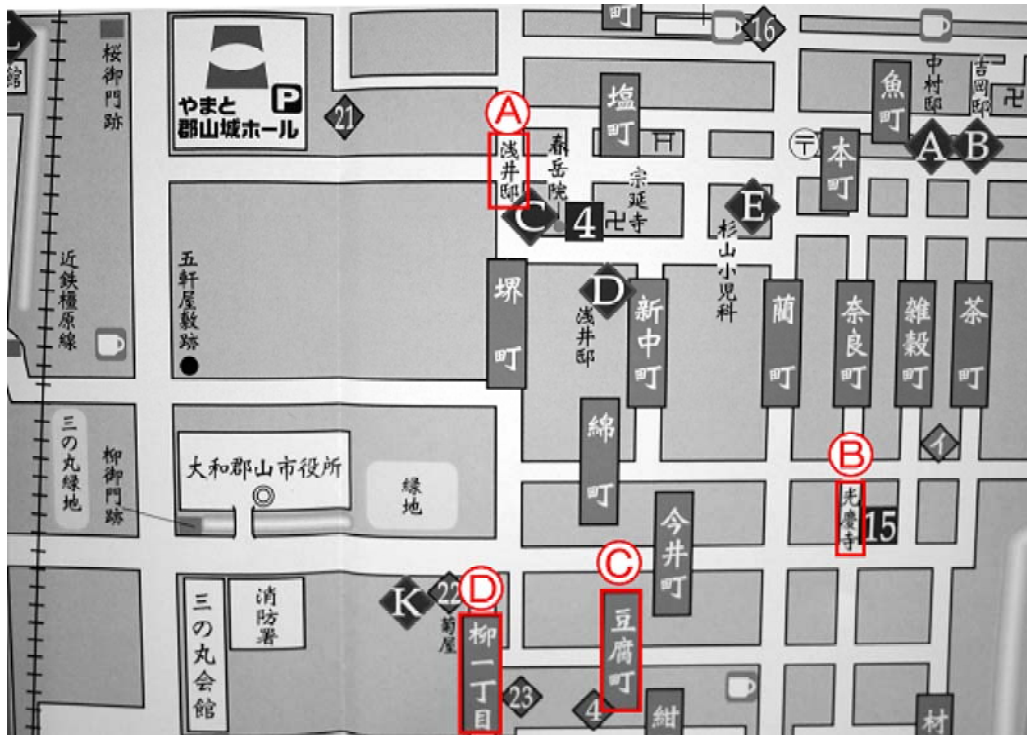 町
16
桜御門跡
館
L
やまと
郡山城ホール
P
21
A
浅井邸
春岳院
塩町
宗延寺
卍
C
4
E
杉山小児科
〒
本町
魚町
中村邸
吉岡邸
卍
A
B
近鉄橿原線
五軒屋敷跡
堺町
D
浅井邸
新中町
藺町
奈良町
雑穀町
茶町
綿町
イ
三の丸緑地
柳御門跡
大和郡山市役所
緑地
今井町
B
光慶寺
15
三の丸会館
消防署
K
22
菊屋
D
柳一丁目
23
C
豆腐町
4
紺
材